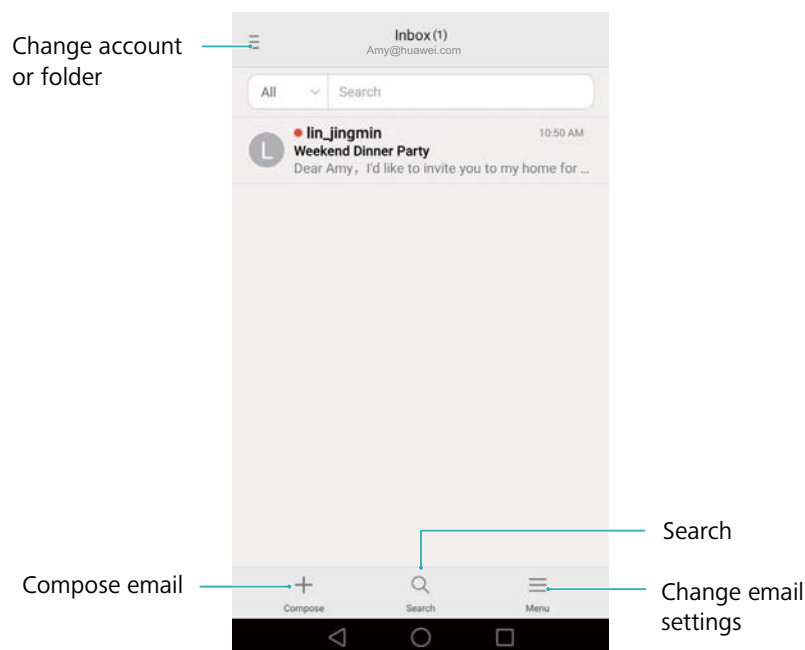 Inbox (1)
Change account
or folder
Amy@huawei.com
All
Search
lin_jingmin
10:50 AM
L
Weekend Dinner Party
Dear Amy，I'd like to invite you to my home for ...
Search
Compose email
Change email
settings
Compose
Search
Menu